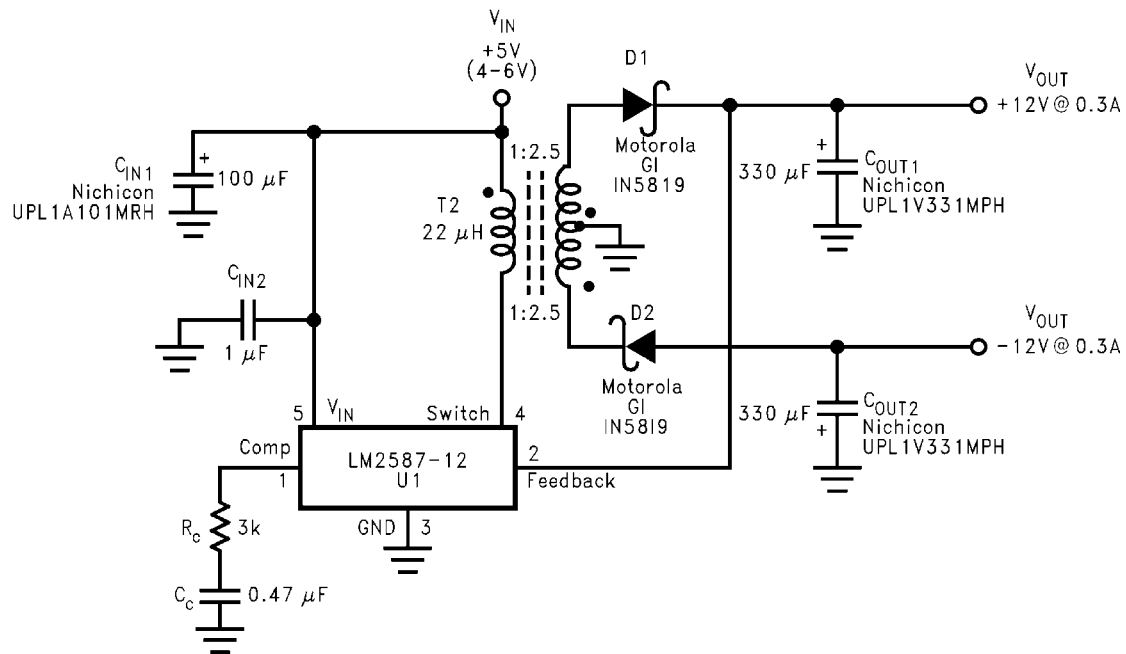 V_IN
+5V
(4-6V)
D1
V_OUT
+12V @ 0.3A
Motorola
GI
IN5819
C_IN1
Nichicon
UPL1A101MRH
+
100 μF
1:2.5
T2
22 μH
1:2.5
330 μF
+
C_OUT1
Nichicon
UPL1V331MPH
C_IN2
1 μF
D2
Motorola
GI
IN5819
V_OUT
-12V @ 0.3A
330 μF
+
C_OUT2
Nichicon
UPL1V331MPH
5
V_IN
Switch
4
Comp
1
LM2587-12
U1
2
Feedback
GND
3
R_c
3k
C_c
0.47 μF